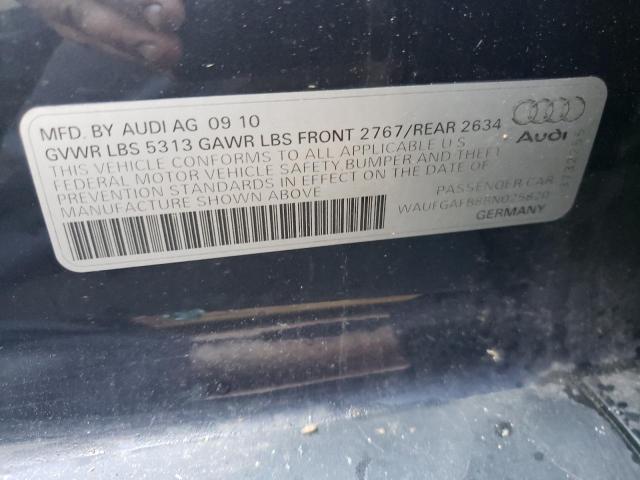 MFD. BY AUDI AG 09 10
GVWR LBS 5313 GAWR LBS FRONT 2767/REAR 2634
THIS VEHICLE CONFORMS TO ALL APPLICABLE U S
FEDERAL MOTOR VEHICLE SAFETY BUMPER AND THEFT
PREVENTION STANDARDS IN EFFECT ON THE DATE OF
MANUFACTURE SHOWN ABOVE
PASSENGER CAR
GERMANY
Audi